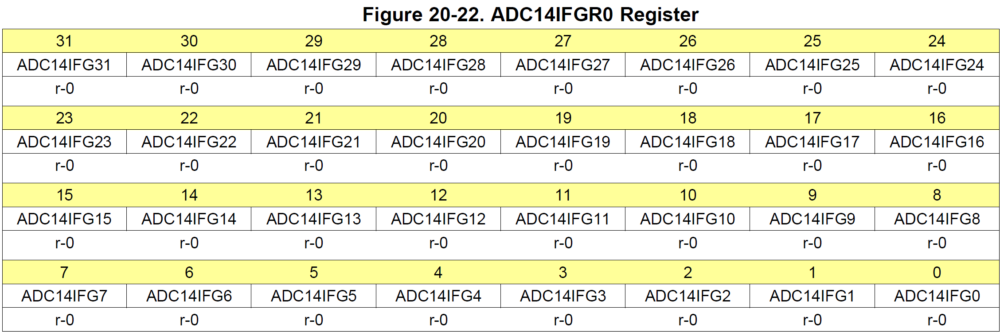 Figure 20-22. ADC14IFGR0 Register
31 30 29 28 27 26 25 24
ADC14IFG31 ADC14IFG30 ADC14IFG29 ADC14IFG28 ADC14IFG27 ADC14IFG26 ADC14IFG25 ADC14IFG24
r-0 r-0 r-0 r-0 r-0 r-0 r-0 r-0
23 22 21 20 19 18 17 16
ADC14IFG23 ADC14IFG22 ADC14IFG21 ADC14IFG20 ADC14IFG19 ADC14IFG18 ADC14IFG17 ADC14IFG16
r-0 r-0 r-0 r-0 r-0 r-0 r-0 r-0
15 14 13 12 11 10 9 8
ADC14IFG15 ADC14IFG14 ADC14IFG13 ADC14IFG12 ADC14IFG11 ADC14IFG10 ADC14IFG9 ADC14IFG8
r-0 r-0 r-0 r-0 r-0 r-0 r-0 r-0
7 6 5 4 3 2 1 0
ADC14IFG7 ADC14IFG6 ADC14IFG5 ADC14IFG4 ADC14IFG3 ADC14IFG2 ADC14IFG1 ADC14IFG0
r-0 r-0 r-0 r-0 r-0 r-0 r-0 r-0